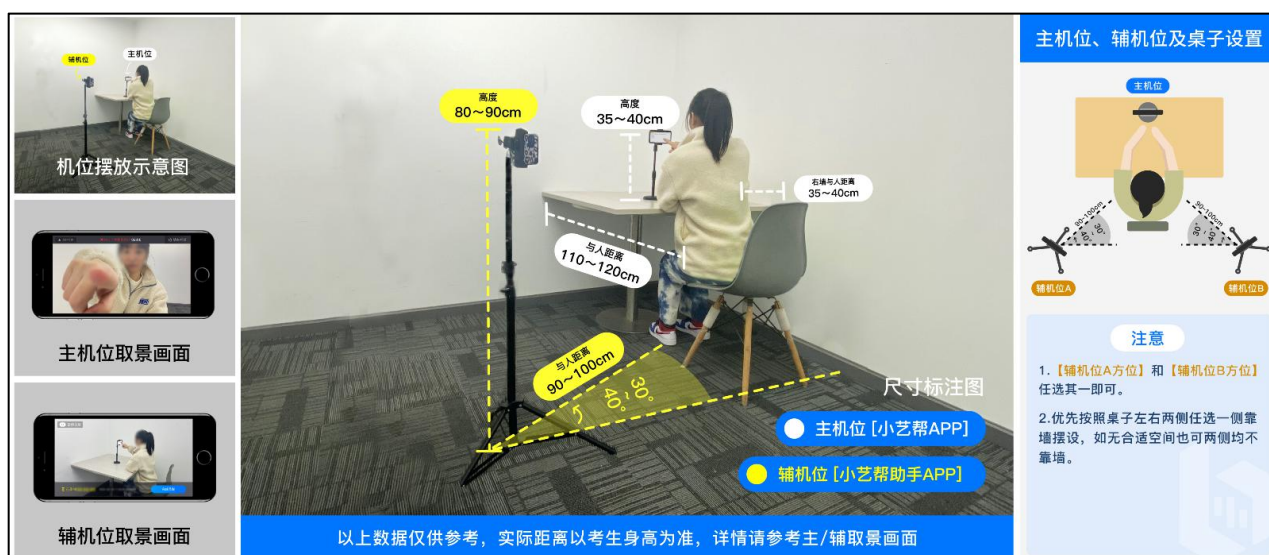 辅机位
主机位
机位摆放示意图
主机位取景画面
辅机位取景画面
高度
80~90cm
高度
35~40cm
右墙与人距离
35~40cm
与人距离
110~120cm
与人距离
90~100cm
30°
~
40°
尺寸标注图
主机位 [小艺帮APP]
辅机位 [小艺帮助手APP]
以上数据仅供参考，实际距离以考生身高为准，详情请参考主/辅取景画面
主机位、辅机位及桌子设置
主机位
90-100cm
30°
~
40°
90-100cm
30°
~
40°
辅机位A
辅机位B
注意
1.【辅机位A方位】和【辅机位B方位】
任选其一即可。
2.优先按照桌子左右两侧任选一侧靠
墙摆设，如无合适空间也可两侧均不
靠墙。